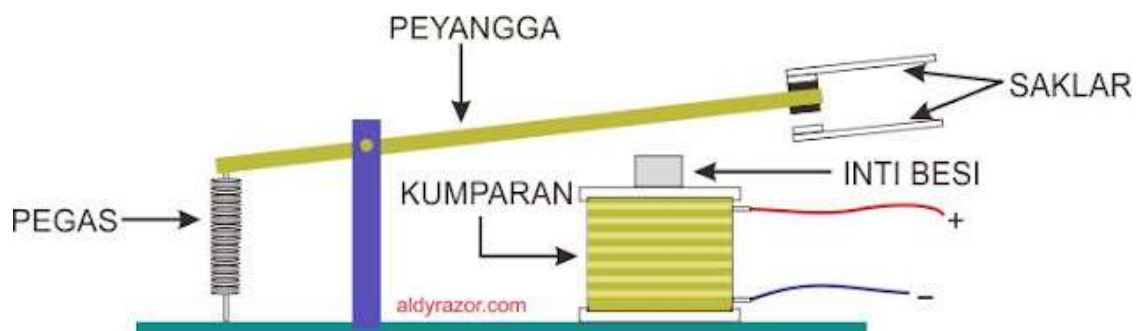 PEYANGGA
SAKLAR
KUMPARAN
INTI BESI
PEGAS
+
aldyrazor.com
–